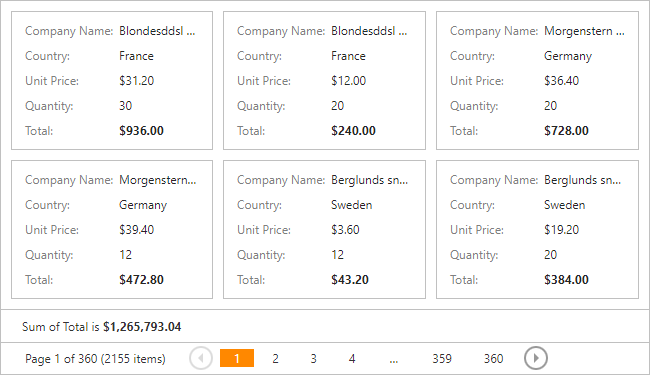 Company Name: Blondesddsl ...
Country: France
Unit Price: $31.20
Quantity: 30
Total: $936.00
Company Name: Blondesddsl ...
Country: France
Unit Price: $12.00
Quantity: 20
Total: $240.00
Company Name: Morgenstern ...
Country: Germany
Unit Price: $36.40
Quantity: 20
Total: $728.00
Company Name: Morgenstern...
Country: Germany
Unit Price: $39.40
Quantity: 12
Total: $472.80
Company Name: Berglunds sn...
Country: Sweden
Unit Price: $3.60
Quantity: 12
Total: $43.20
Company Name: Berglunds sn...
Country: Sweden
Unit Price: $19.20
Quantity: 20
Total: $384.00
Sum of Total is $1,265,793.04
Page 1 of 360 (2155 items) 1 2 3 4 ... 359 360